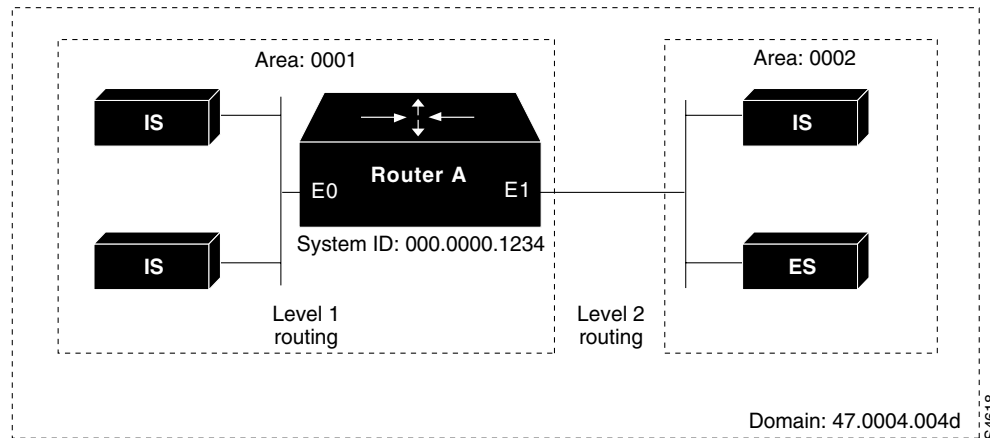 Area: 0001
Area: 0002
IS
IS
Router A
E0
E1
System ID: 000.0000.1234
IS
ES
Level 1
routing
Level 2
routing
Domain: 47.0004.004d